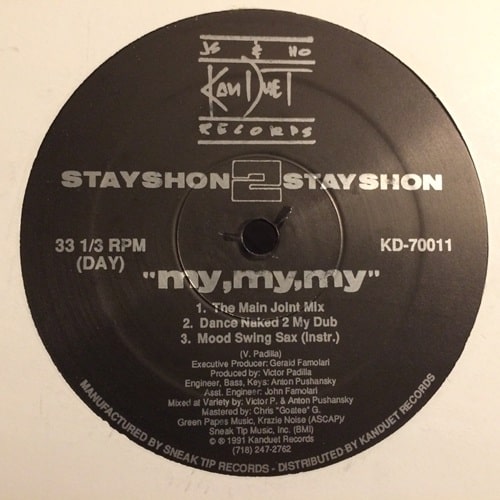 JS & HO
KANDUET
RECORDS
STAYSHON 2 STAYSHON
33 1/3 RPM
(DAY)
KD-70011
"my,my,my"
1. The Main Joint Mix
2. Dance Naked 2 My Dub
3. Mood Swing Sax (Instr.)
(V. Padilla)
Executive Producer: Gerald Famolari
Produced by: Victor Padilla
Engineer, Bass, Keys: Anton Pushansky
Asst. Engineer: John Famolari
Mixed at Variety by: Victor P. & Anton Pushansky
Mastered by: Chris "Goatee" G.
Green Papes Music, Krazie Noise (ASCAP)/
Sneak Tip Music, Inc. (BMI)
© ℗ 1991 Kanduet Records
(718) 247-2762
MANUFACTURED BY SNEAK TIP RECORDS - DISTRIBUTED BY KANDUET RECORDS